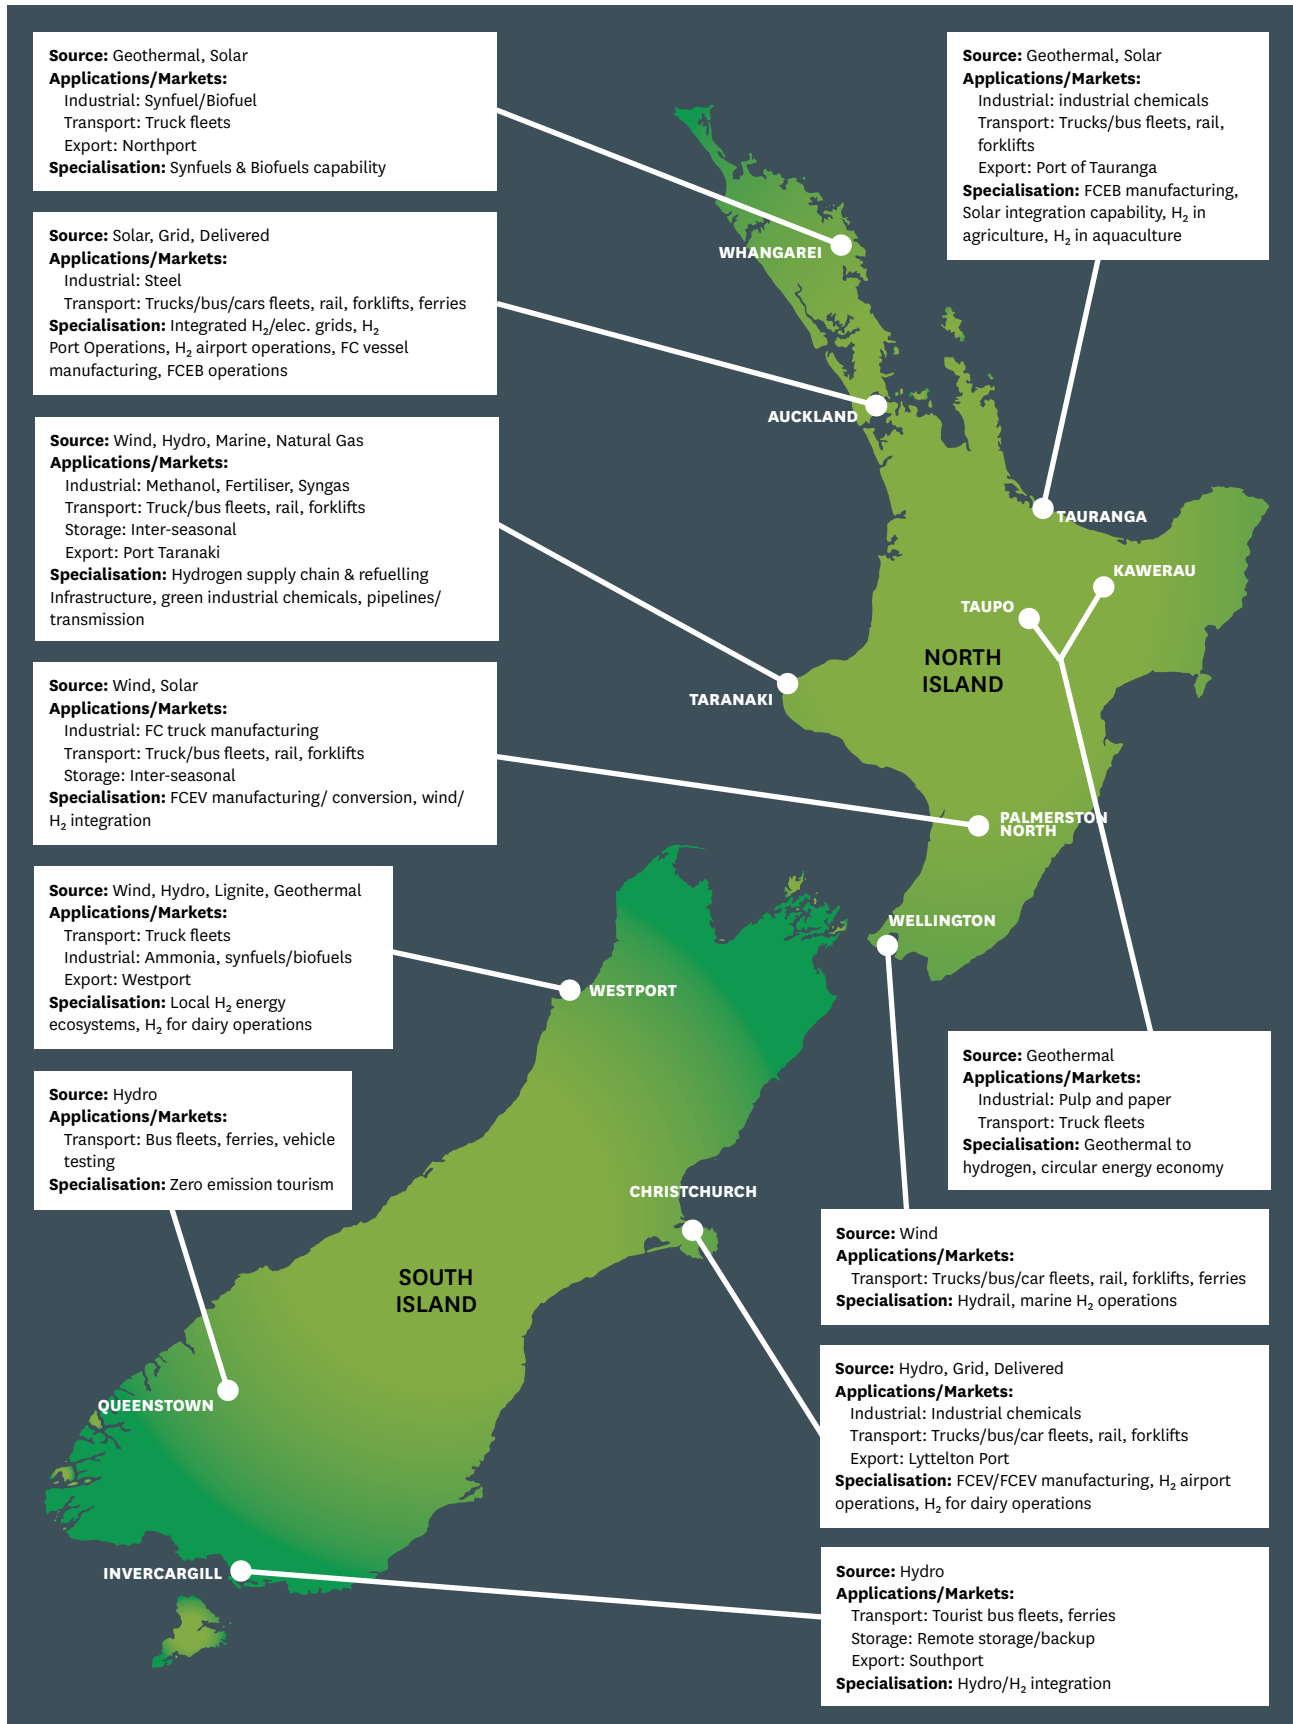 Source: Geothermal, Solar
Applications/Markets:
Industrial: Synfuel/Biofuel
Transport: Truck fleets
Export: Northport
Specialisation: Synfuels & Biofuels capability
Source: Geothermal, Solar
Applications/Markets:
Industrial: industrial chemicals
Transport: Trucks/bus fleets, rail,
forklifts
Export: Port of Tauranga
Specialisation: FCEB manufacturing,
Solar integration capability, H₂ in
agriculture, H₂ in aquaculture
Source: Solar, Grid, Delivered
Applications/Markets:
Industrial: Steel
Transport: Trucks/bus/cars fleets, rail, forklifts, ferries
Specialisation: Integrated H₂/elec. grids, H₂
Port Operations, H₂ airport operations, FC vessel
manufacturing, FCEB operations
WHANGAREI
AUCKLAND
Source: Wind, Hydro, Marine, Natural Gas
Applications/Markets:
Industrial: Methanol, Fertiliser, Syngas
Transport: Truck/bus fleets, rail, forklifts
Storage: Inter-seasonal
Export: Port Taranaki
Specialisation: Hydrogen supply chain & refuelling
Infrastructure, green industrial chemicals, pipelines/
transmission
TAURANGA
KAWERAU
TAUPO
NORTH
ISLAND
TARANAKI
Source: Wind, Solar
Applications/Markets:
Industrial: FC truck manufacturing
Transport: Truck/bus fleets, rail, forklifts
Storage: Inter-seasonal
Specialisation: FCEV manufacturing/ conversion, wind/
H₂ integration
PALMERSTON
NORTH
WELLINGTON
Source: Wind, Hydro, Lignite, Geothermal
Applications/Markets:
Transport: Truck fleets
Industrial: Ammonia, synfuels/biofuels
Export: Westport
Specialisation: Local H₂ energy
ecosystems, H₂ for dairy operations
WESTPORT
Source: Geothermal
Applications/Markets:
Industrial: Pulp and paper
Transport: Truck fleets
Specialisation: Geothermal to
hydrogen, circular energy economy
Source: Hydro
Applications/Markets:
Transport: Bus fleets, ferries, vehicle
testing
Specialisation: Zero emission tourism
CHRISTCHURCH
Source: Wind
Applications/Markets:
Transport: Trucks/bus/car fleets, rail, forklifts, ferries
Specialisation: Hydrail, marine H₂ operations
SOUTH
ISLAND
Source: Hydro, Grid, Delivered
Applications/Markets:
Industrial: Industrial chemicals
Transport: Trucks/bus/car fleets, rail, forklifts
Export: Lyttelton Port
Specialisation: FCEV/FCEV manufacturing, H₂ airport
operations, H₂ for dairy operations
QUEENSTOWN
INVERCARGILL
Source: Hydro
Applications/Markets:
Transport: Tourist bus fleets, ferries
Storage: Remote storage/backup
Export: Southport
Specialisation: Hydro/H₂ integration